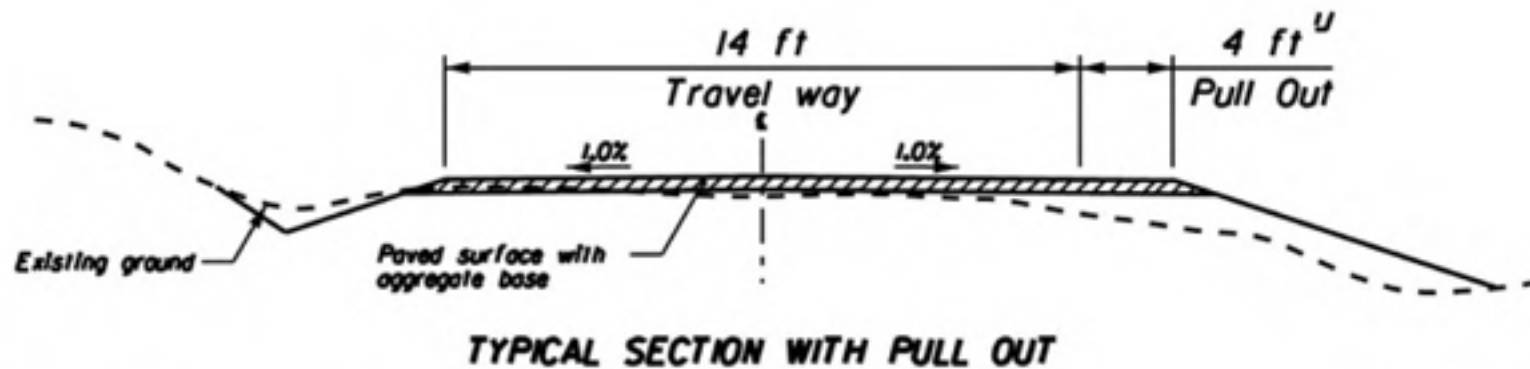 14 ft
4 ft
Travel way
Pull Out
1.0%
1.0%
Existing ground
Paved surface with
aggregate base
TYPICAL SECTION WITH PULL OUT